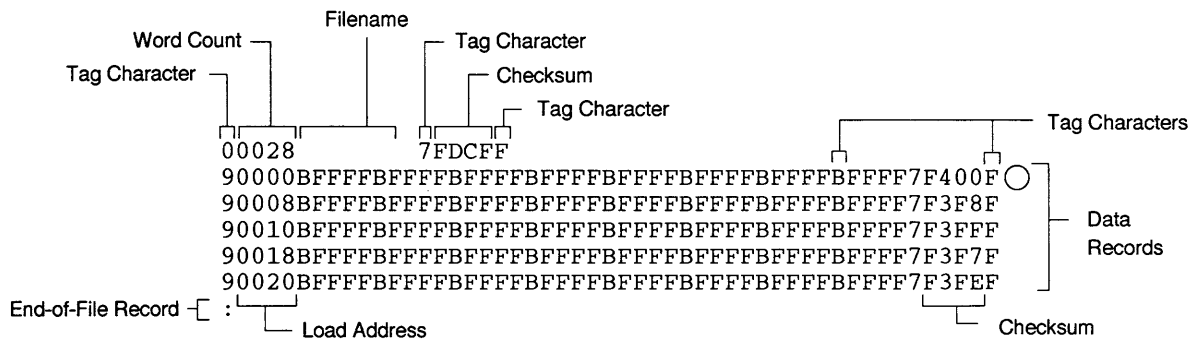 Filename
Word Count
Tag Character
Tag Character
Checksum
Tag Character
Tag Characters
00028 7FDCFF
90000BFFFFBFFFFBFFFFBFFFFBFFFFBFFFFBFFFFBFFFF7F400F
90008BFFFFBFFFFBFFFFBFFFFBFFFFBFFFFBFFFFBFFFF7F3F8F
90010BFFFFBFFFFBFFFFBFFFFBFFFFBFFFFBFFFFBFFFF7F3FFF
90018BFFFFBFFFFBFFFFBFFFFBFFFFBFFFFBFFFFBFFFF7F3F7F
90020BFFFFBFFFFBFFFFBFFFFBFFFFBFFFFBFFFFBFFFF7F3FEF
Data
Records
End-of-File Record
:
Load Address
Checksum